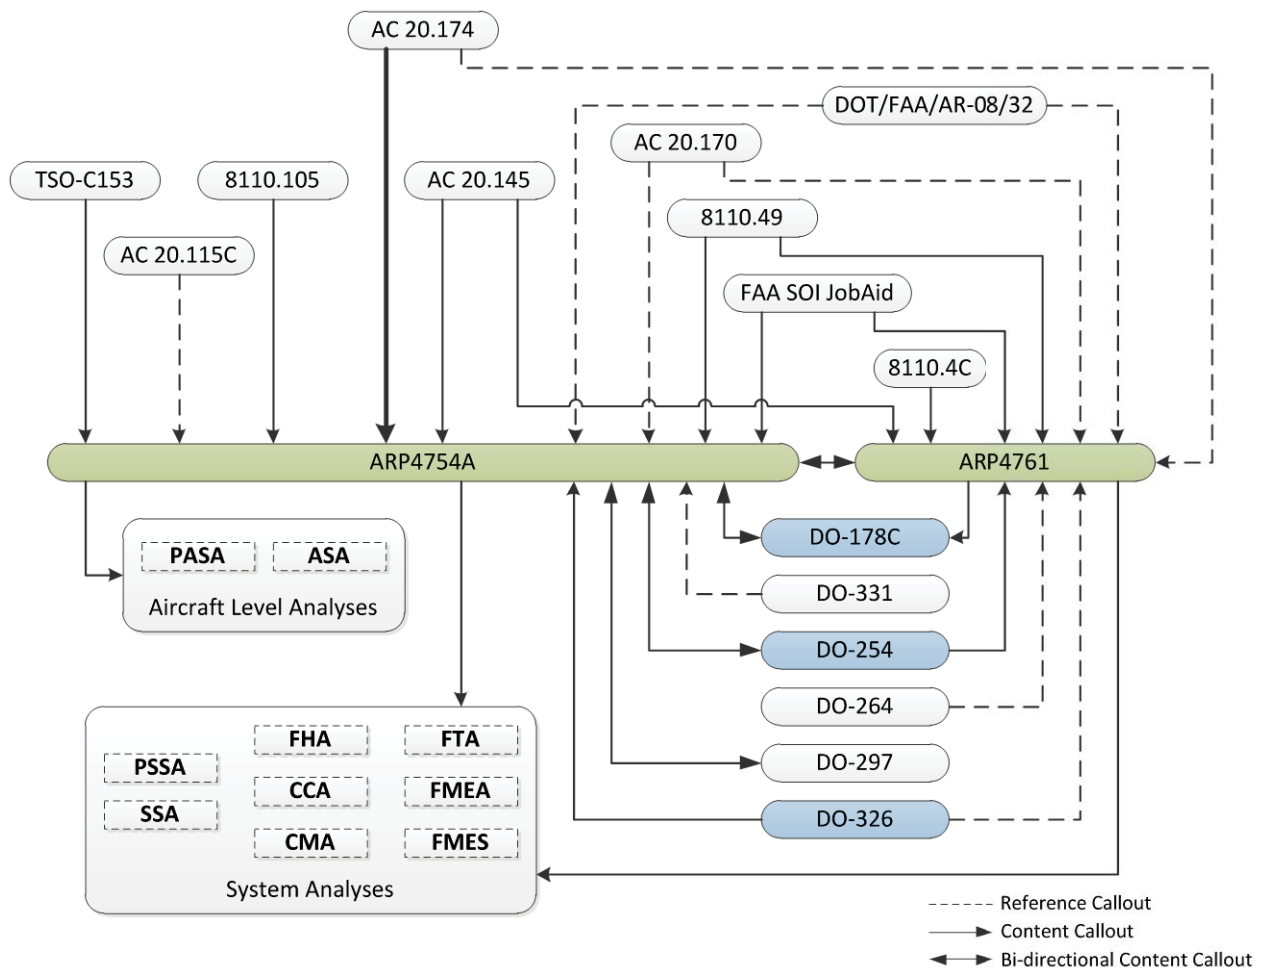 AC 20.174
DOT/FAA/AR-08/32
AC 20.170
TSO-C153
8110.105
AC 20.145
8110.49
AC 20.115C
FAA SOI JobAid
8110.4C
ARP4754A
ARP4761
DO-178C
PASA
ASA
Aircraft Level Analyses
DO-331
DO-254
DO-264
FHA
FTA
PSSA
DO-297
CCA
FMEA
SSA
DO-326
CMA
FMES
System Analyses
Reference Callout
Content Callout
Bi-directional Content Callout